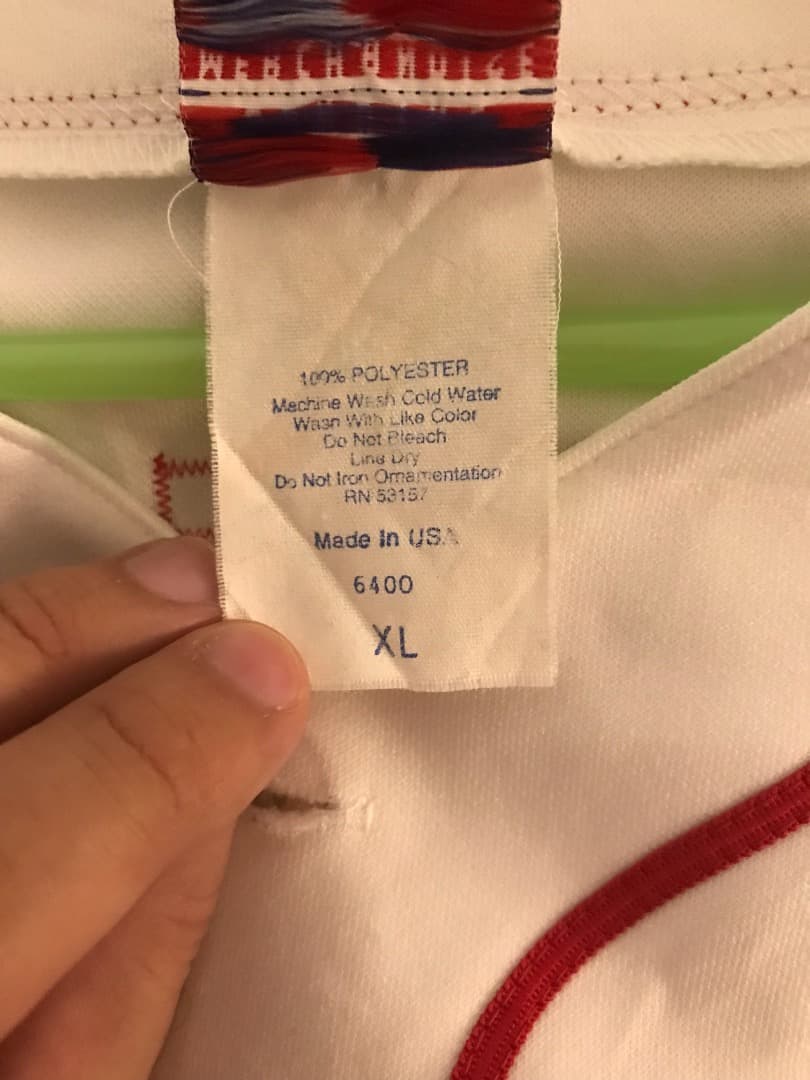 MERCHANDISE
100% POLYESTER
Machine Wash Cold Water
Wash With Like Color
Do Not Bleach
Line Dry
Do Not Iron Ornamentation
RN 53157
Made In USA
6400
XL